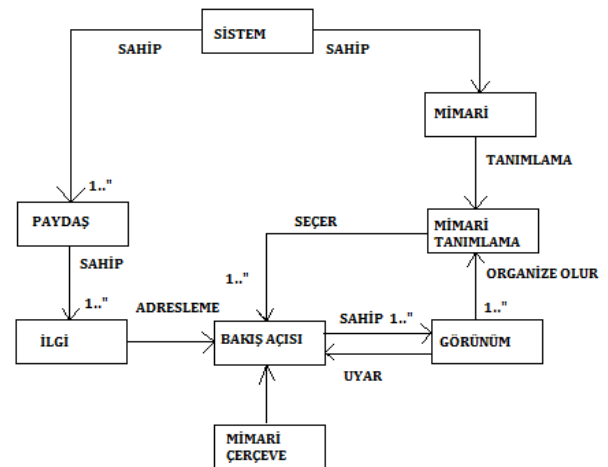 SİSTEM
SAHİP
SAHİP
MİMARİ
TANIMLAMA
1.."
PAYDAŞ
SEÇER
MİMARİ
TANIMLAMA
SAHİP
ORGANİZE OLUR
1.."
1.."
1.."
ADRESLEME
SAHİP 1.."
İLGİ
BAKIŞ AÇISI
GÖRÜNÜM
UYAR
MİMARİ
ÇERÇEVE